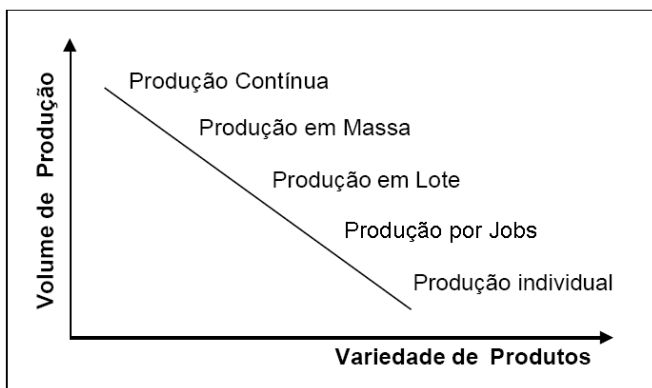 Volume de Produção
Produção Contínua
Produção em Massa
Produção em Lote
Produção por Jobs
Produção individual
Variedade de Produtos